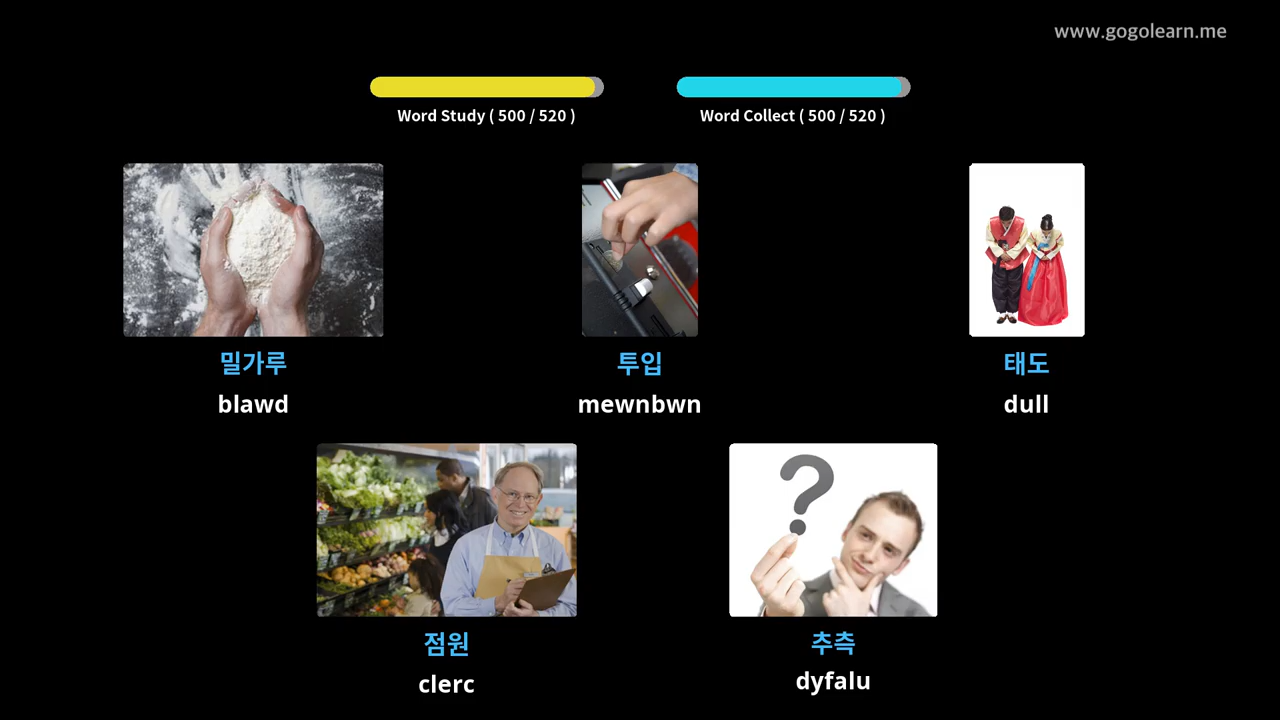 www.gogolearn.me
Word Study ( 500 / 520 )
Word Collect ( 500 / 520 )
밀가루
blawd
투입
mewnbwn
태도
dull
점원
clerc
추측
dyfalu